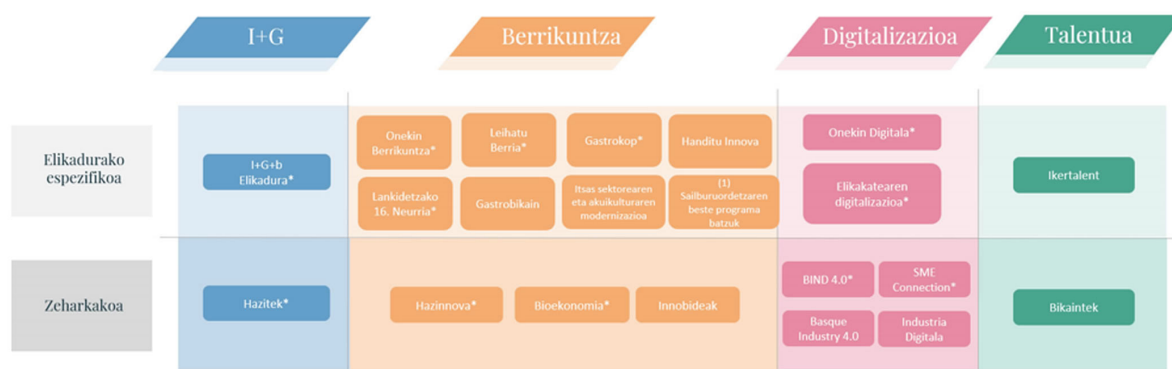 I+G
Berrikuntza
Digitalizazioa
Talentua
Elikadurako
espezifikoa
I+G+b
Elikadura*
Onekin
Berrikuntza*
Leihatu
Berria*
Gastrokop*
Handitu Innova
Lankidetzako
16. Neurria*
Gastrobikain
Itsas sektorearen
eta akuikulturaren
modernizazioa
(1)
Sailburuordetzaren
beste programa
batzuk
Onekin Digitala*
Elikakatearen
digitalizazioa*
Ikertalent
Zeharkakoa
Hazitek*
Hazinnova*
Bioekonomia*
Innobideak
BIND 4.0*
SME
Connection*
Basque
Industry 4.0
Industria
Digitala
Bikaintek